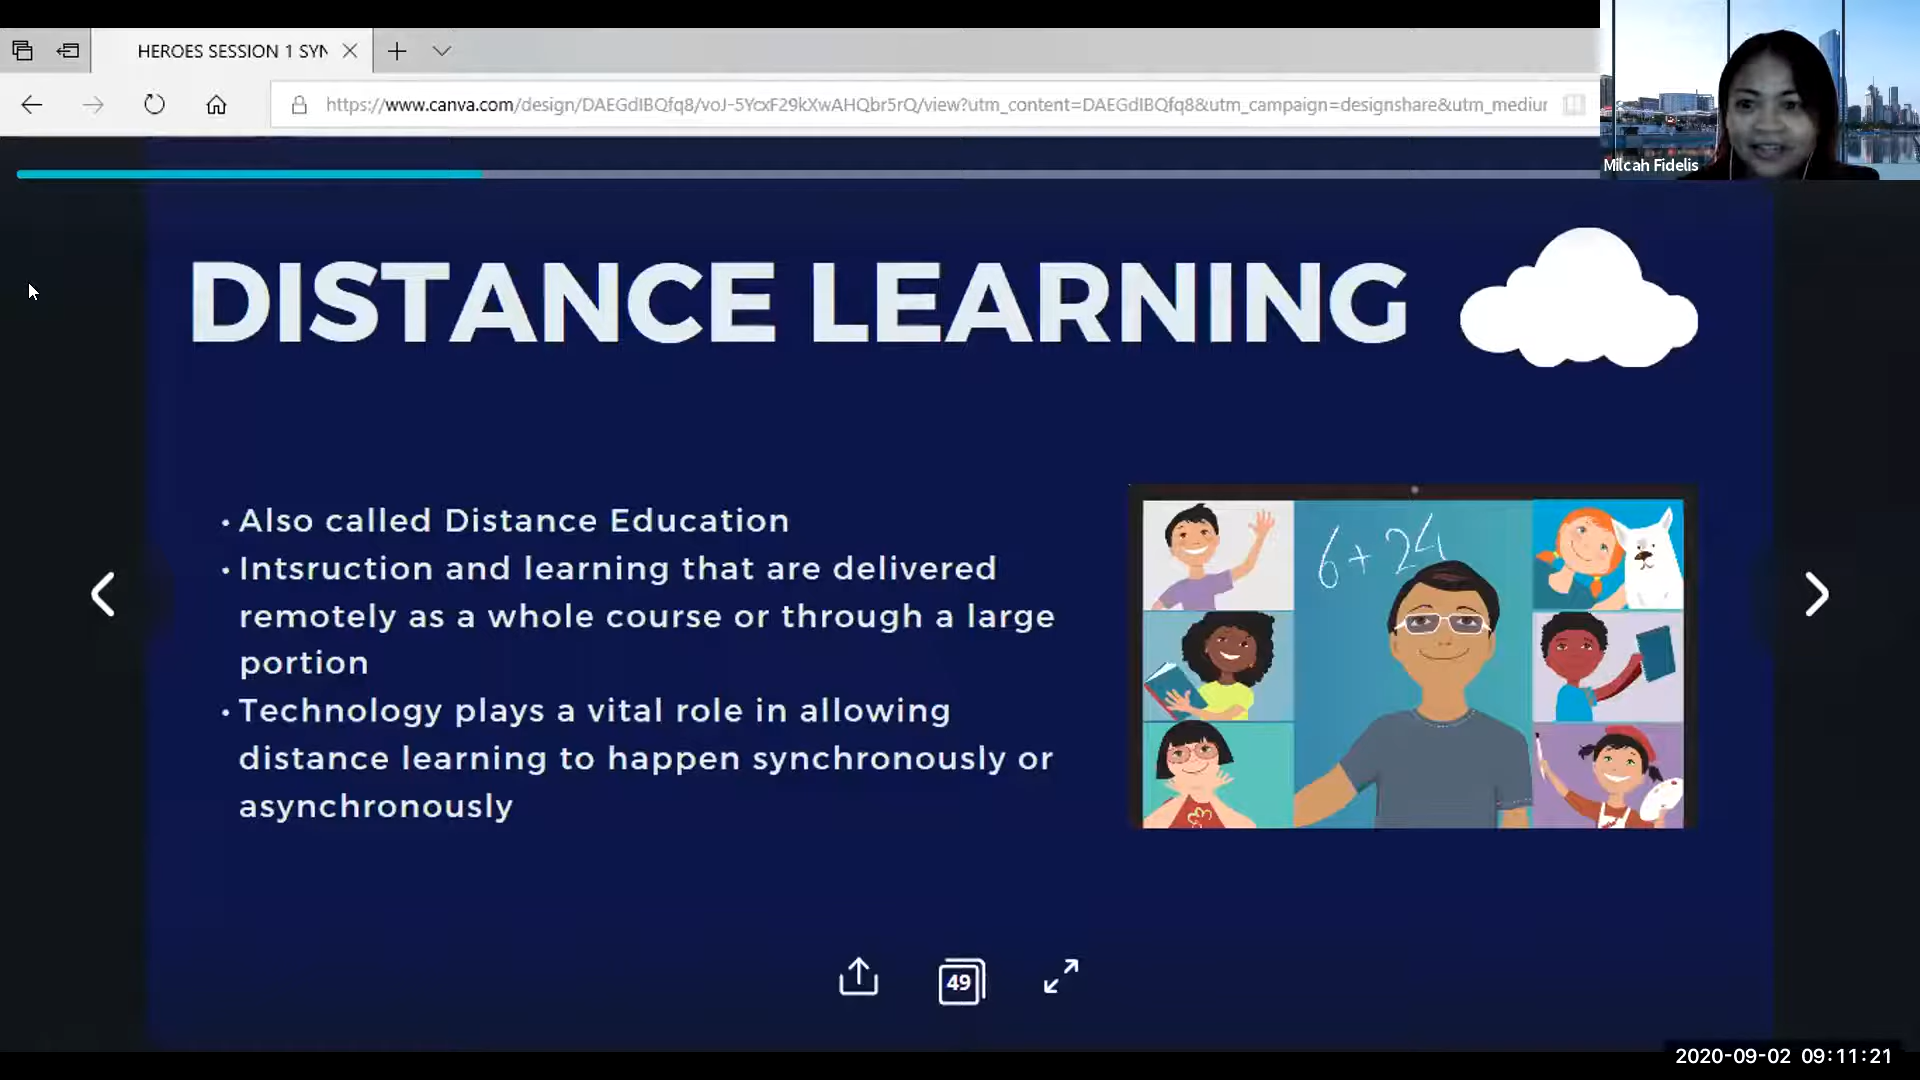 HEROES SESSION 1 SYN
https://www.canva.com/design/DAEGdIBQfq8/voJ-5YcxF29kXwAHQbr5rQ/view?utm_content=DAEGdIBQfq8&utm_campaign=designshare&utm_mediur
Milcah Fidelis
DISTANCE LEARNING
• Also called Distance Education
• Intsruction and learning that are delivered
remotely as a whole course or through a large
portion
• Technology plays a vital role in allowing
distance learning to happen synchronously or
asynchronously
6+24
49
2020-09-02 09:11:21